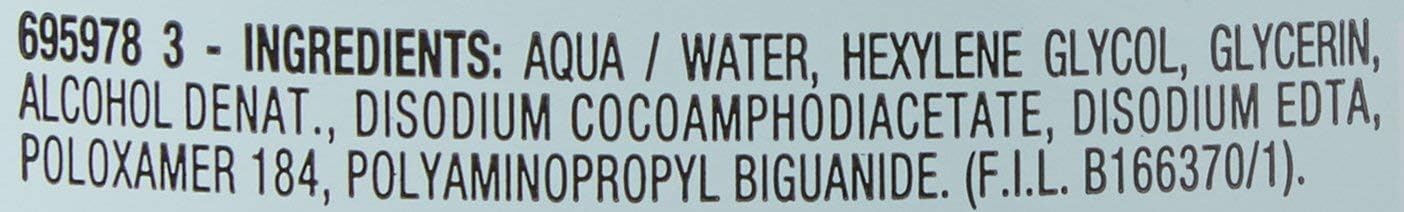 695978 3 - INGREDIENTS: AQUA / WATER, HEXYLENE GLYCOL, GLYCERIN,
ALCOHOL DENAT., DISODIUM COCOAMPHODIACETATE, DISODIUM EDTA,
POLOXAMER 184, POLYAMINOPROPYL BIGUANIDE. (F.I.L. B166370/1).